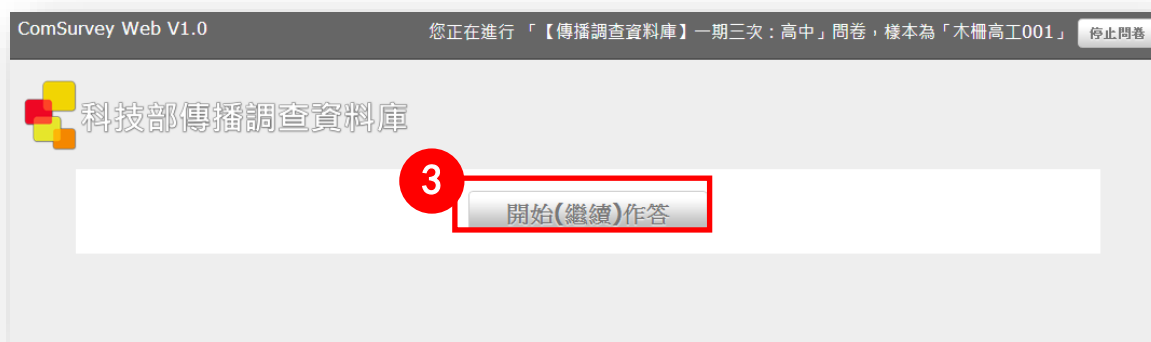 ComSurvey Web V1.0
您正在進行 「【傳播調查資料庫】一期三次：高中」問卷，樣本為「木柵高工001」 停止問卷
科技部傳播調查資料庫
3
開始(繼續)作答